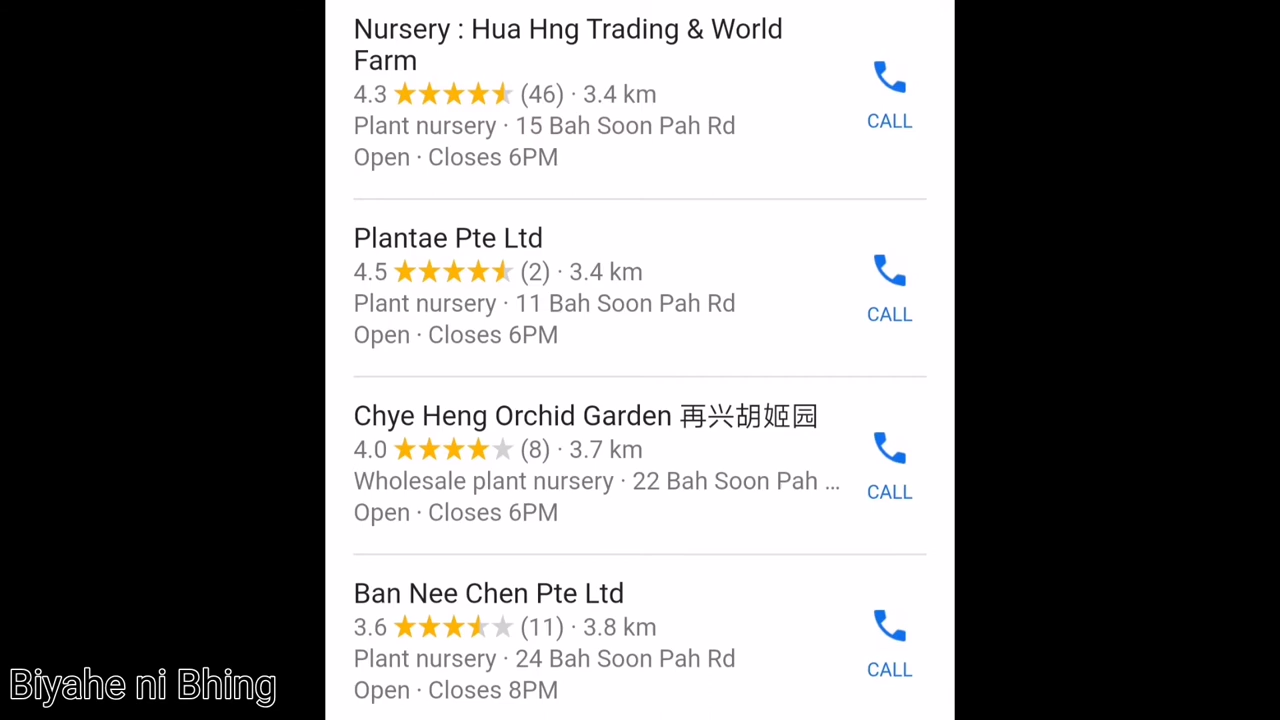 Nursery : Hua Hng Trading & World
Farm
4.3 (46) · 3.4 km
Plant nursery · 15 Bah Soon Pah Rd
Open · Closes 6PM
CALL
Plantae Pte Ltd
4.5 (2) · 3.4 km
Plant nursery · 11 Bah Soon Pah Rd
Open · Closes 6PM
CALL
Chye Heng Orchid Garden 再兴胡姬园
4.0 (8) · 3.7 km
Wholesale plant nursery · 22 Bah Soon Pah ...
Open · Closes 6PM
CALL
Ban Nee Chen Pte Ltd
3.6 (11) · 3.8 km
Plant nursery · 24 Bah Soon Pah Rd
Open · Closes 8PM
CALL
Biyahe ni Bhing